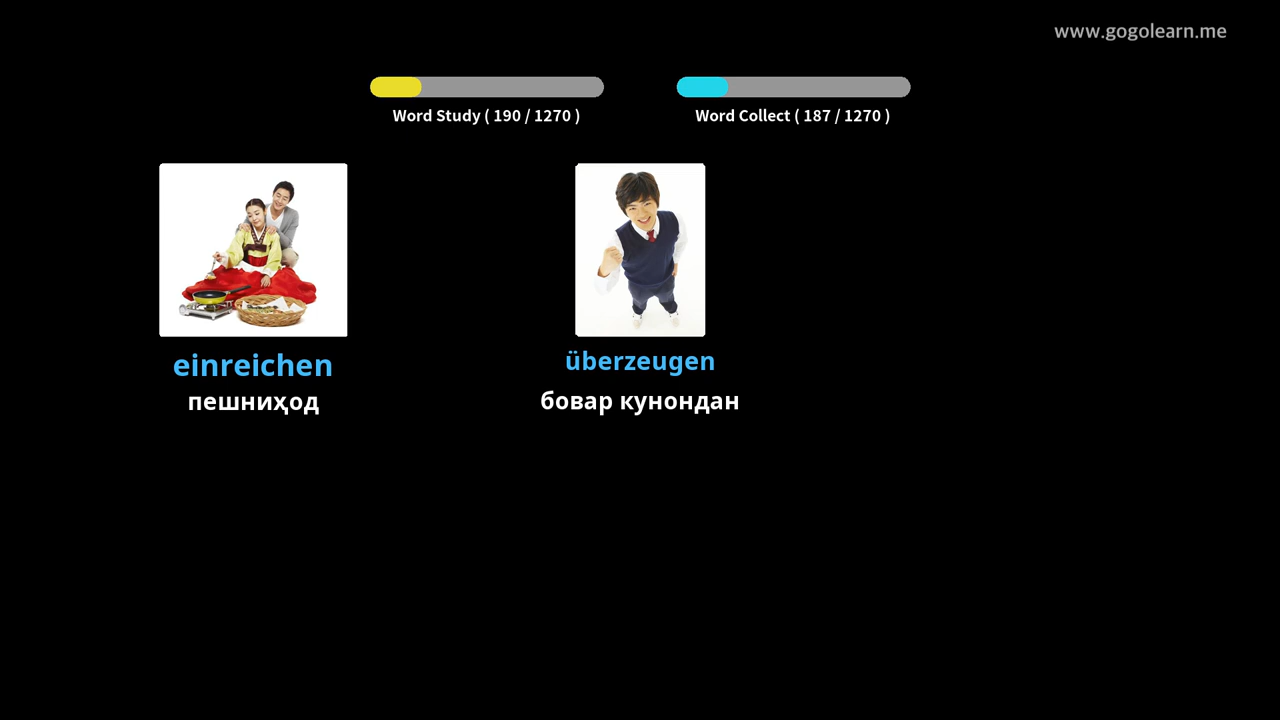 www.gogolearn.me
Word Study ( 190 / 1270 )
Word Collect ( 187 / 1270 )
einreichen
пешниҳод
überzeugen
бовар кунондан